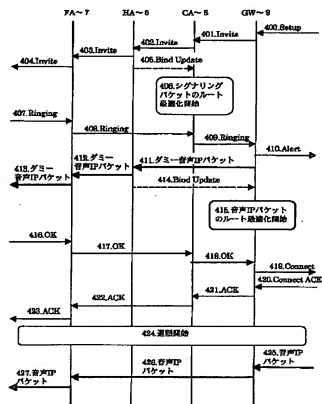 FA～7
HA～6
CA～8
GW～9
400.Setup
401.Invite
402.Invite
403.Invite
404.Invite
405.Bind Update
406.シグナリング
パケットのルート
最適化開始
407.Ringing
408.Ringing
409.Ringing
410.Alert
411.ダミー音声IPパケット
412.ダミー
音声IPパケット
413.ダミー
音声IPパケット
414.Bind Update
415.音声IPパケット
のルート最適化開始
416.OK
417.OK
418.OK
419.Connect
420.Connect ACK
421.ACK
422.ACK
423.ACK
424.通話開始
425.音声IP
パケット
426.音声IP
パケット
427.音声IP
パケット